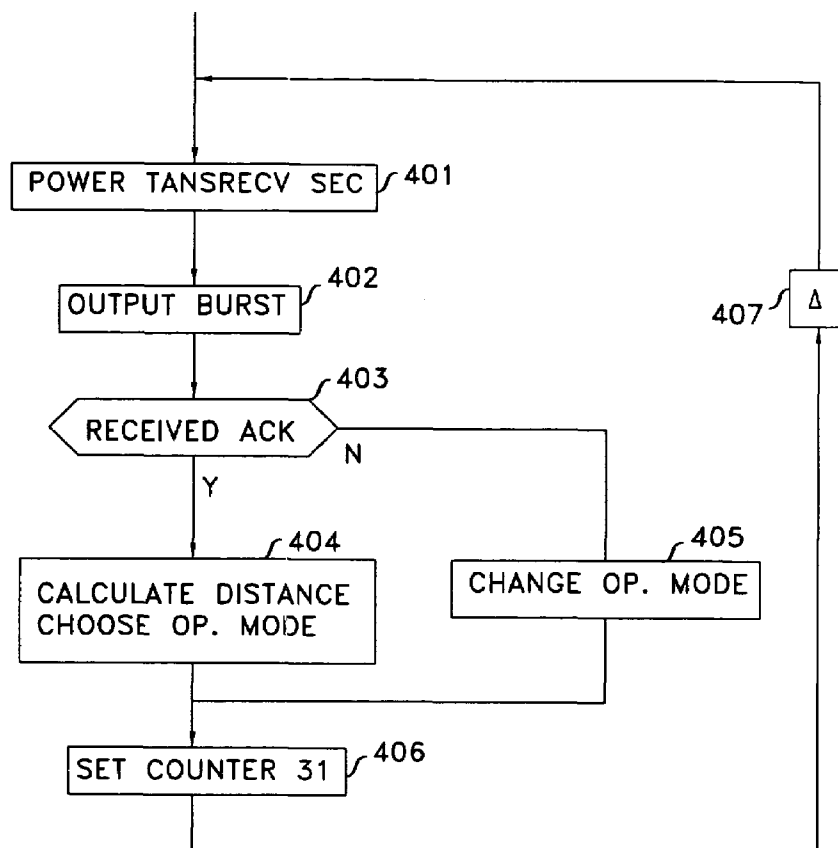 POWER TANSRECV SEC
401
OUTPUT BURST
402
407
Δ
403
RECEIVED ACK
N
Y
404
CALCULATE DISTANCE
CHOOSE OP. MODE
405
CHANGE OP. MODE
SET COUNTER 31
406